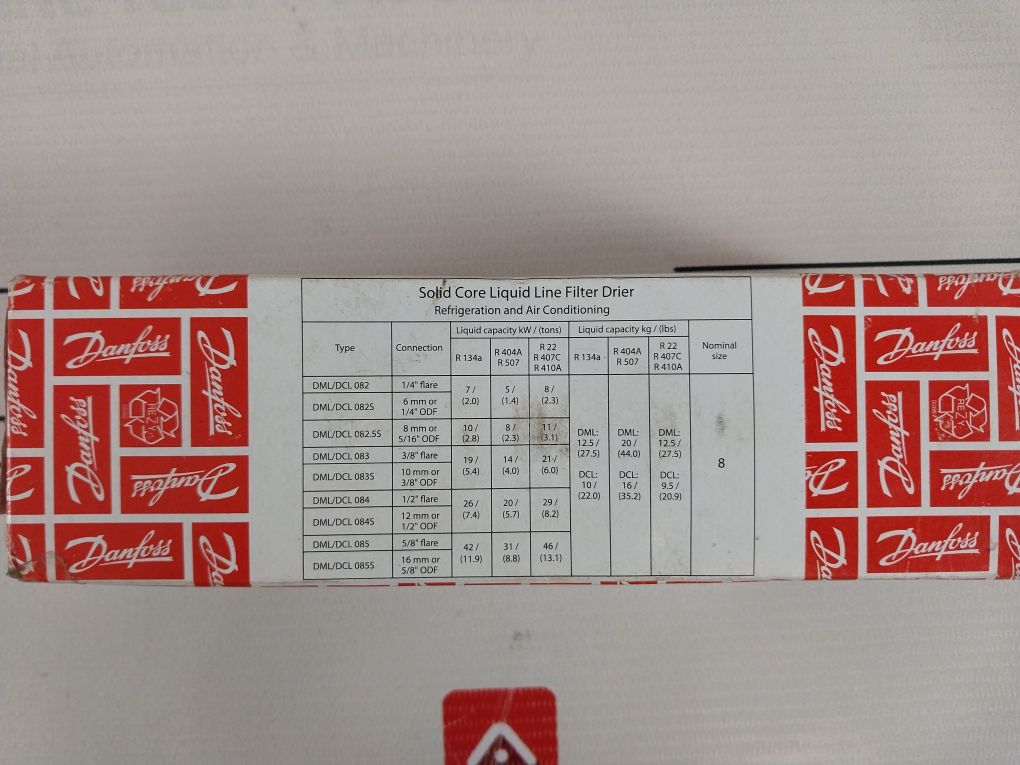 Solid Core Liquid Line Filter Drier
Refrigeration and Air Conditioning
Type Connection Liquid capacity kW / (tons) Liquid capacity kg / (lbs) Nominal size
R 134a R 404A R 507 R 22 R 407C R 410A R 134a R 404A R 507 R 22 R 407C R 410A
DML/DCL 082 1/4" flare 7 / (2.0) 5 / (1.4) 8 / (2.3)
DML/DCL 082S 6 mm or 1/4" ODF
DML/DCL 082.5S 8 mm or 5/16" ODF 10 / (2.8) 8 / (2.3) 11 / (3.1)
DML/DCL 083 3/8" flare 19 / (5.4) 14 / (4.0) 21 / (6.0)
DML/DCL 083S 10 mm or 3/8" ODF
DML/DCL 084 1/2" flare 26 / (7.4) 20 / (5.7) 29 / (8.2)
DML/DCL 084S 12 mm or 1/2" ODF
DML/DCL 085 5/8" flare 42 / (11.9) 31 / (8.8) 46 / (13.1)
DML/DCL 085S 16 mm or 5/8" ODF
DML: 12.5 / (27.5) DML: 20 / (44.0) DML: 12.5 / (27.5)
DCL: 10 / (22.0) DCL: 16 / (35.2) DCL: 9.5 / (20.9)
8
Danfoss
Danfoss
Danfoss
Danfoss
Danfoss
Danfoss
Danfoss
Danfoss
Danfoss
Danfoss
Danfoss
Danfoss
Danfoss
REZY
REZY